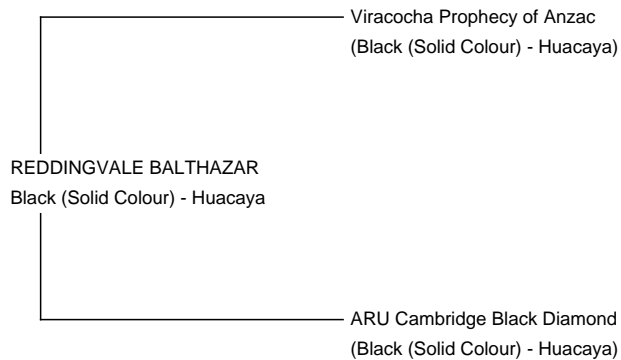 Viracocha Prophecy of Anzac
(Black (Solid Colour) - Huacaya)
REDDINGVALE BALTHAZAR
Black (Solid Colour) - Huacaya
ARU Cambridge Black Diamond
(Black (Solid Colour) - Huacaya)